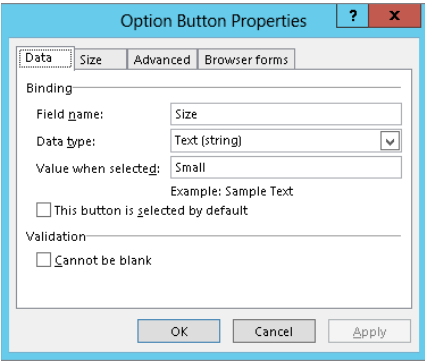 Option Button Properties ? x
Data Size Advanced Browser forms
Binding
Field name: Size
Data type: Text (string)
Value when selected: Small
Example: Sample Text
This button is selected by default
Validation
Cannot be blank
OK Cancel Apply